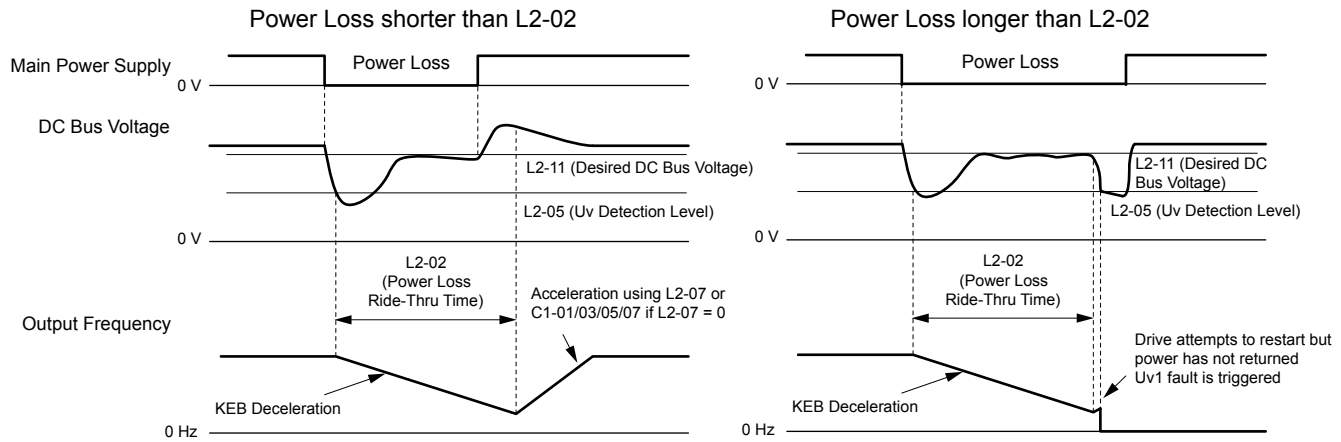 Power Loss shorter than L2-02
Main Power Supply
Power Loss
0 V
DC Bus Voltage
L2-11 (Desired DC Bus Voltage)
L2-05 (Uv Detection Level)
0 V
L2-02
(Power Loss
Ride-Thru Time)
Acceleration using L2-07 or
C1-01/03/05/07 if L2-07 = 0
Output Frequency
KEB Deceleration
0 Hz
Power Loss longer than L2-02
Power Loss
0 V
L2-11 (Desired DC
Bus Voltage)
L2-05 (Uv Detection Level)
0 V
L2-02
(Power Loss
Ride-Thru Time)
Drive attempts to restart but
power has not returned
Uv1 fault is triggered
KEB Deceleration
0 Hz